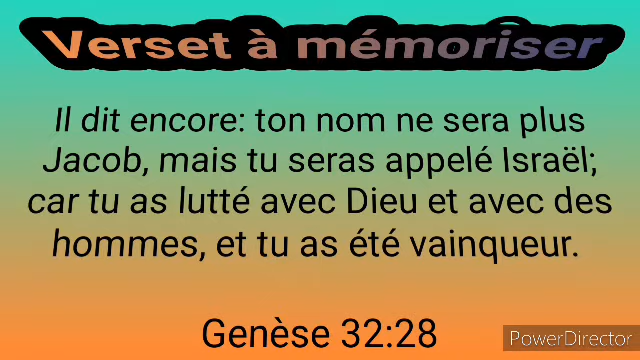 Verset à mémoriser
Il dit encore: ton nom ne sera plus
Jacob, mais tu seras appelé Israël;
car tu as lutté avec Dieu et avec des
hommes, et tu as été vainqueur.
Genèse 32:28
PowerDirector